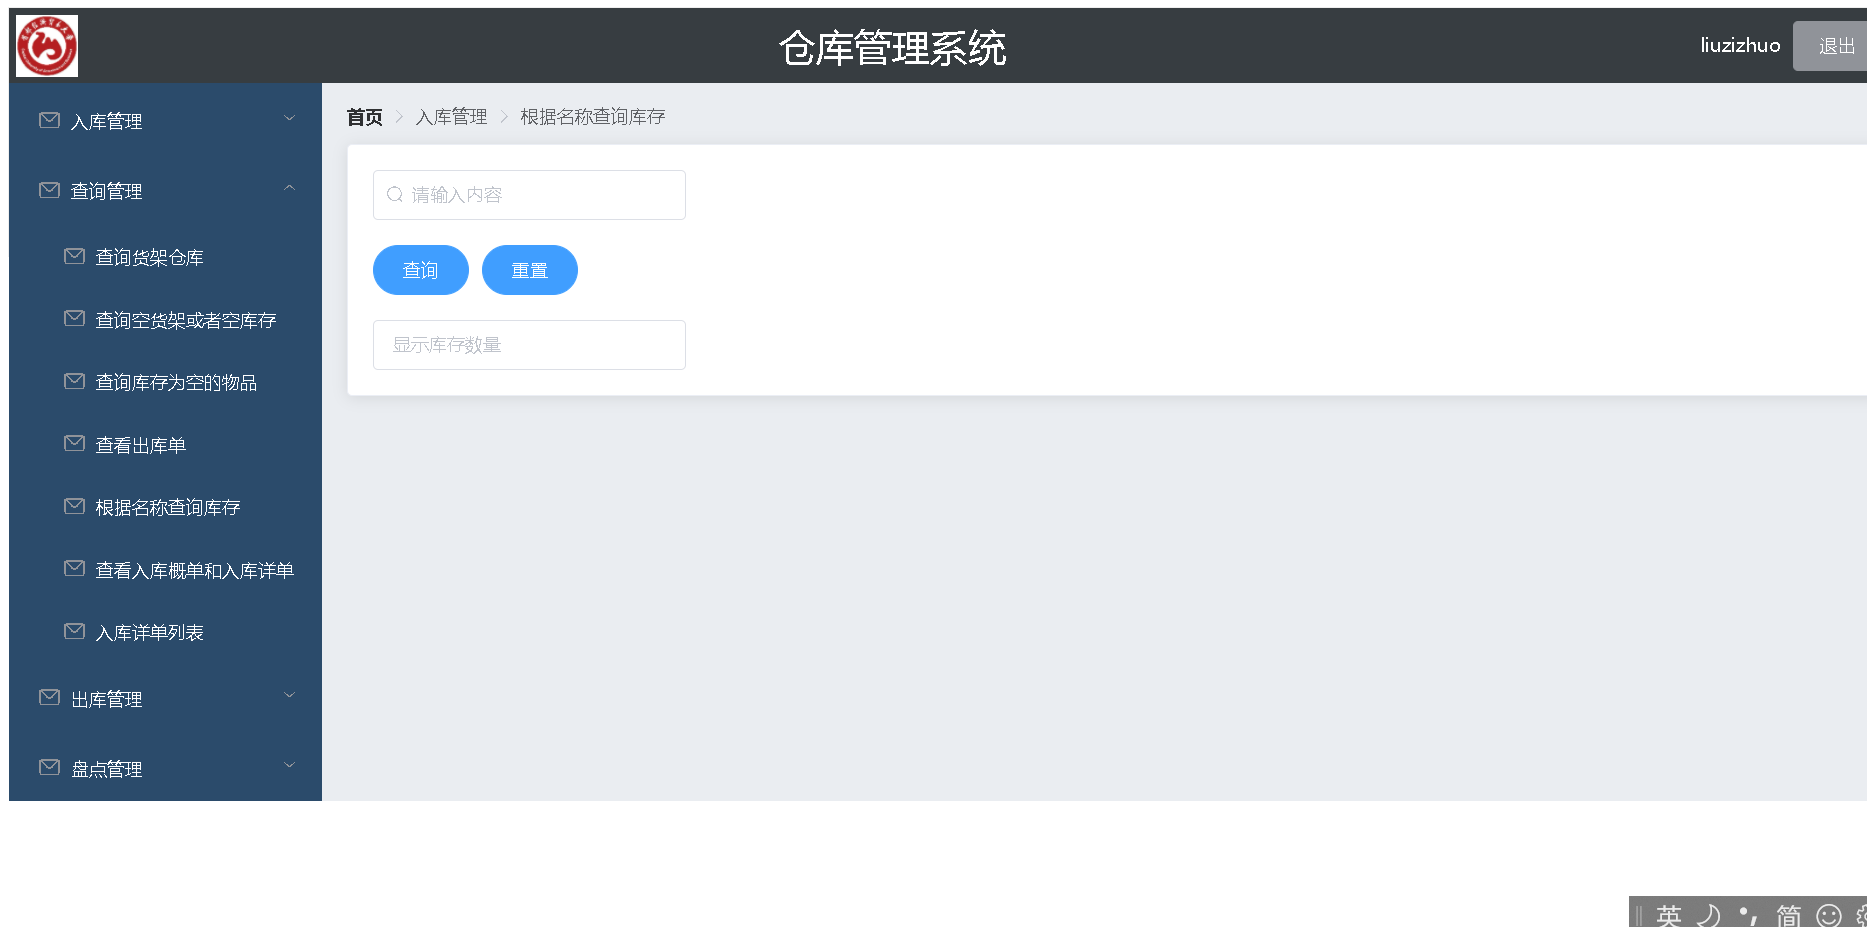 仓库管理系统
liuzizhuo
退出
入库管理
查询管理
查询货架仓库
查询空货架或者空库存
查询库存为空的物品
查看出库单
根据名称查询库存
查看入库概单和入库详单
入库详单列表
出库管理
盘点管理
首页 > 入库管理 > 根据名称查询库存
请输入内容
查询 重置
显示库存数量
英 简